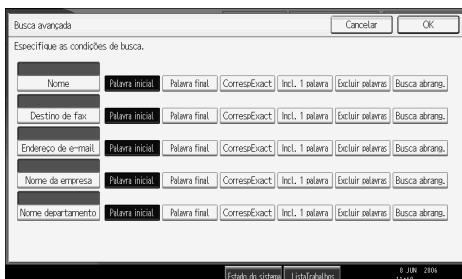 Busca avançada Cancelar OK
Especifique as condições de busca.
Nome Palavra inicial Palavra final CorrespExact Incl. 1 palavra Excluir palavras Busca abrang.
Destino de fax Palavra inicial Palavra final CorrespExact Incl. 1 palavra Excluir palavras Busca abrang.
Endereço de e-mail Palavra inicial Palavra final CorrespExact Incl. 1 palavra Excluir palavras Busca abrang.
Nome da empresa Palavra inicial Palavra final CorrespExact Incl. 1 palavra Excluir palavras Busca abrang.
Nome departamento Palavra inicial Palavra final CorrespExact Incl. 1 palavra Excluir palavras Busca abrang.
Estado do sistema ListaTrabalhos 8 JUN 2006